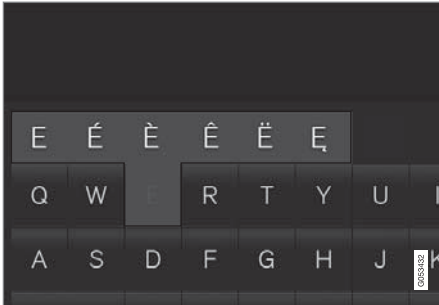 E É È Ê Ë Ę
Q W E R T Y U I
A S D F G H J K
G053432